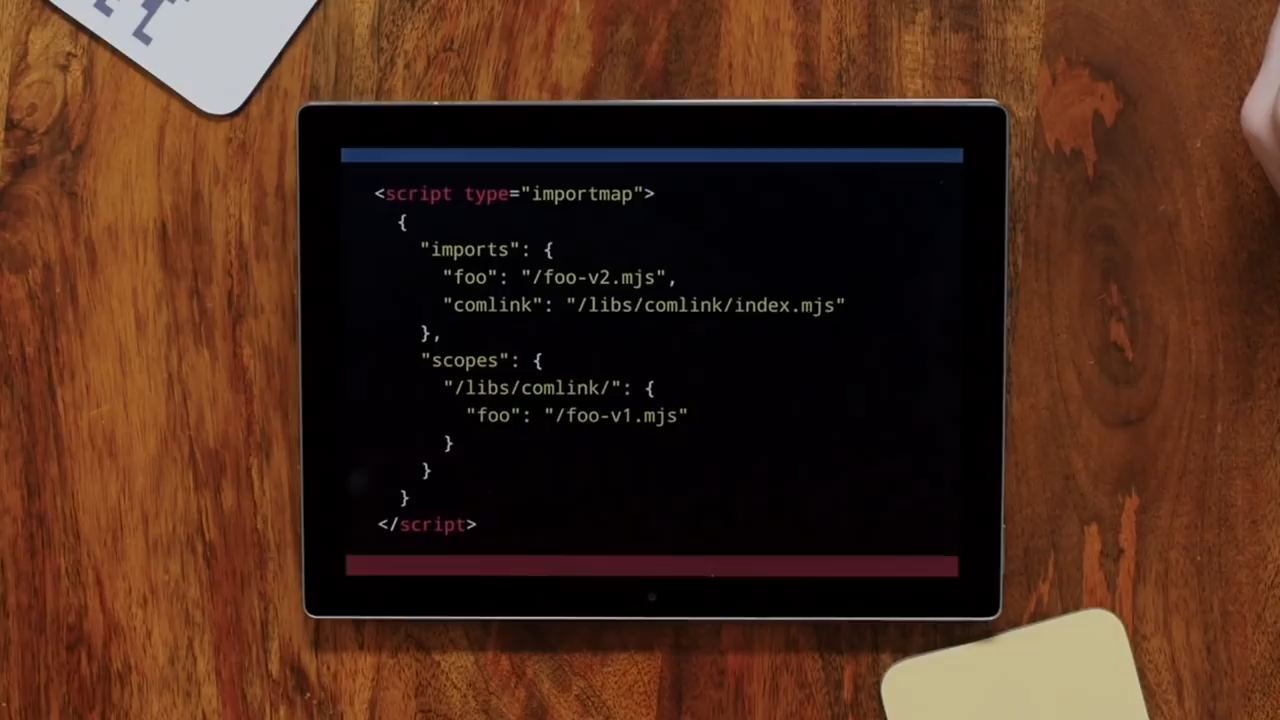 <script type="importmap">
{
"imports": {
"foo": "/foo-v2.mjs",
"comlink": "/libs/comlink/index.mjs"
},
"scopes": {
"/libs/comlink/": {
"foo": "/foo-v1.mjs"
}
}
}
</script>